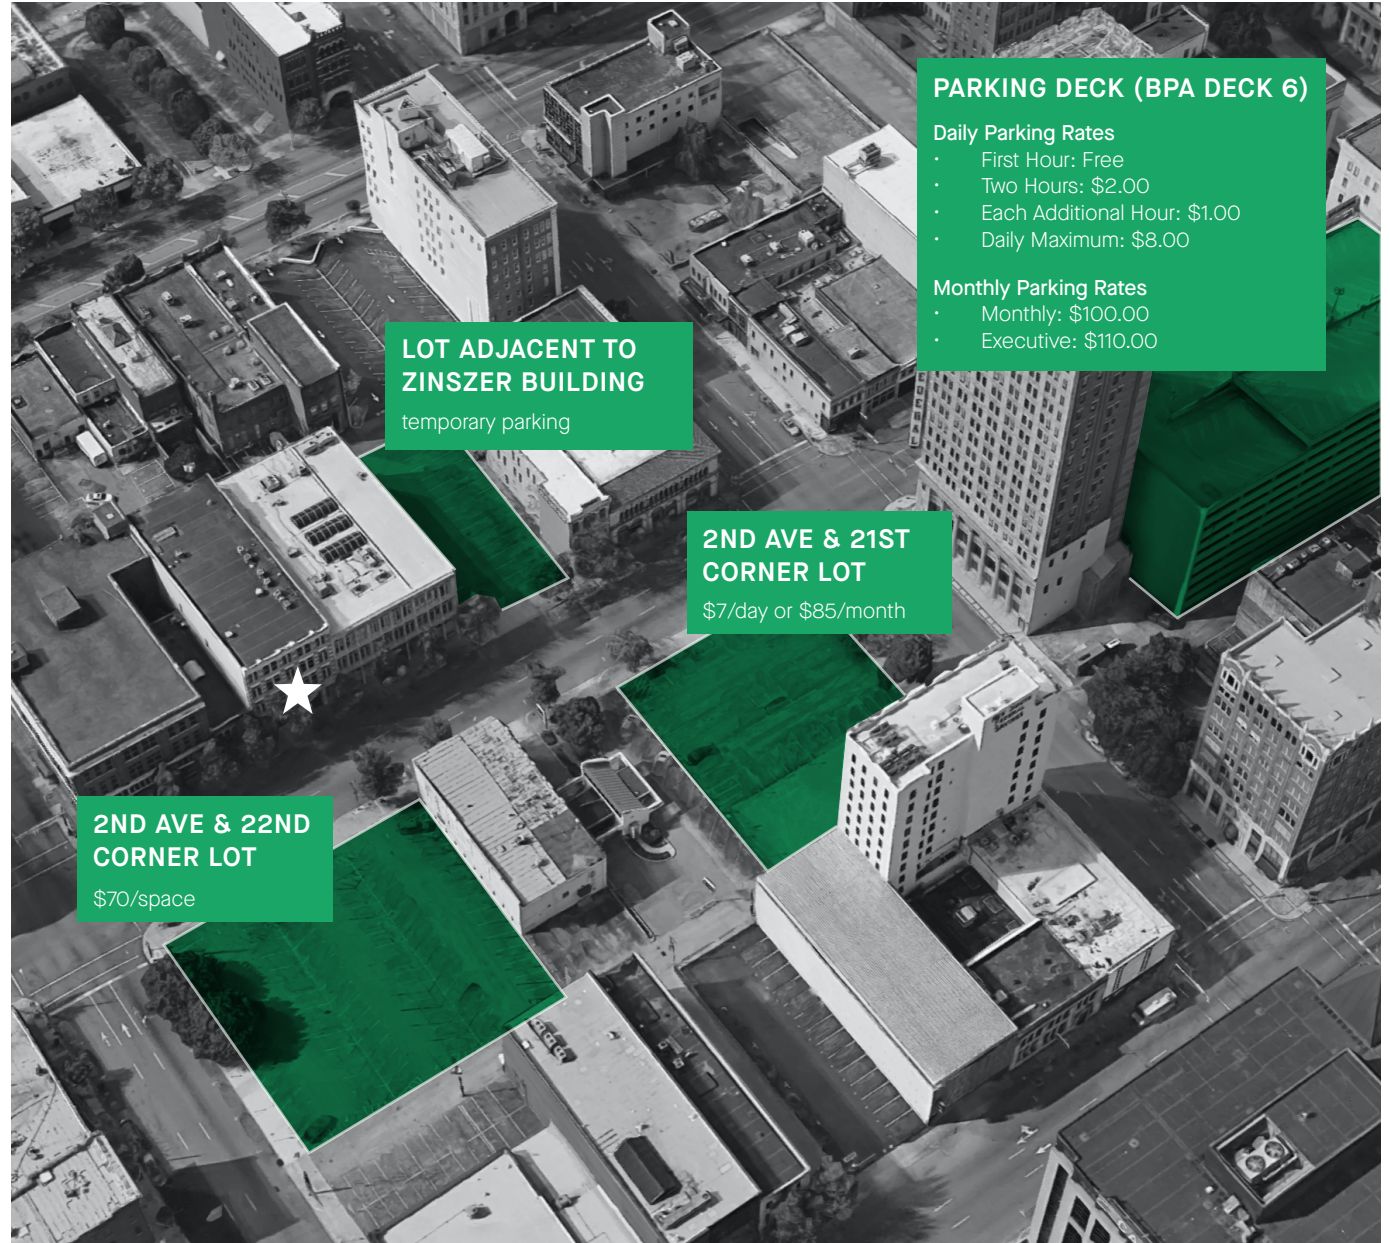 PARKING DECK (BPA DECK 6)
Daily Parking Rates
• First Hour: Free
• Two Hours: $2.00
• Each Additional Hour: $1.00
• Daily Maximum: $8.00
Monthly Parking Rates
• Monthly: $100.00
• Executive: $110.00
LOT ADJACENT TO
ZINSZER BUILDING
temporary parking
2ND AVE & 21ST
CORNER LOT
$7/day or $85/month
2ND AVE & 22ND
CORNER LOT
$70/space